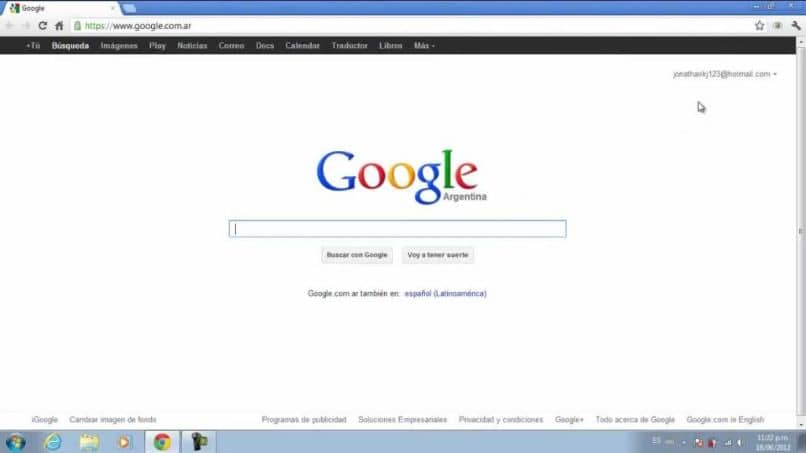 Google
https://www.google.com.ar
+Tú Búsqueda Imágenes Play Noticias Correo Docs Calendar Traductor Libros Más
jonathankj123@hotmail.com
Google
Argentina
Buscar con Google Voy a tener suerte
Google.com.ar también en: español (Latinoamérica)
iGoogle Cambiar imagen de fondo Programas de publicidad Soluciones Empresariales Privacidad y condiciones Google+ Todo acerca de Google Google.com in English
ES 11:22 p.m.
18/06/2012